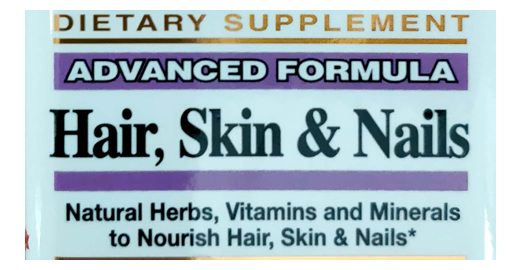 DIETARY SUPPLEMENT
ADVANCED FORMULA
Hair, Skin & Nails
Natural Herbs, Vitamins and Minerals
to Nourish Hair, Skin & Nails*